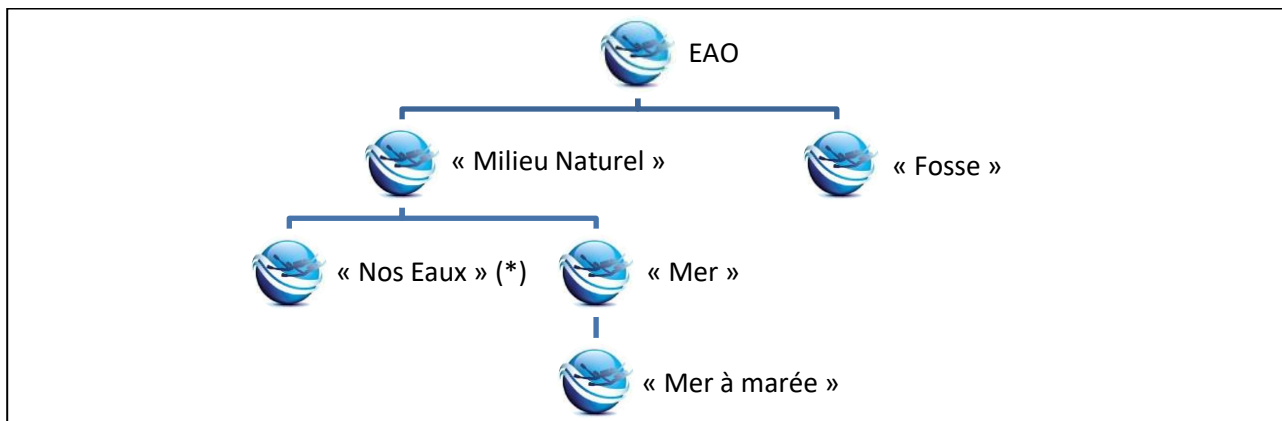 EAO
« Milieu Naturel »
« Fosse »
« Nos Eaux » (*)
« Mer »
« Mer à marée »